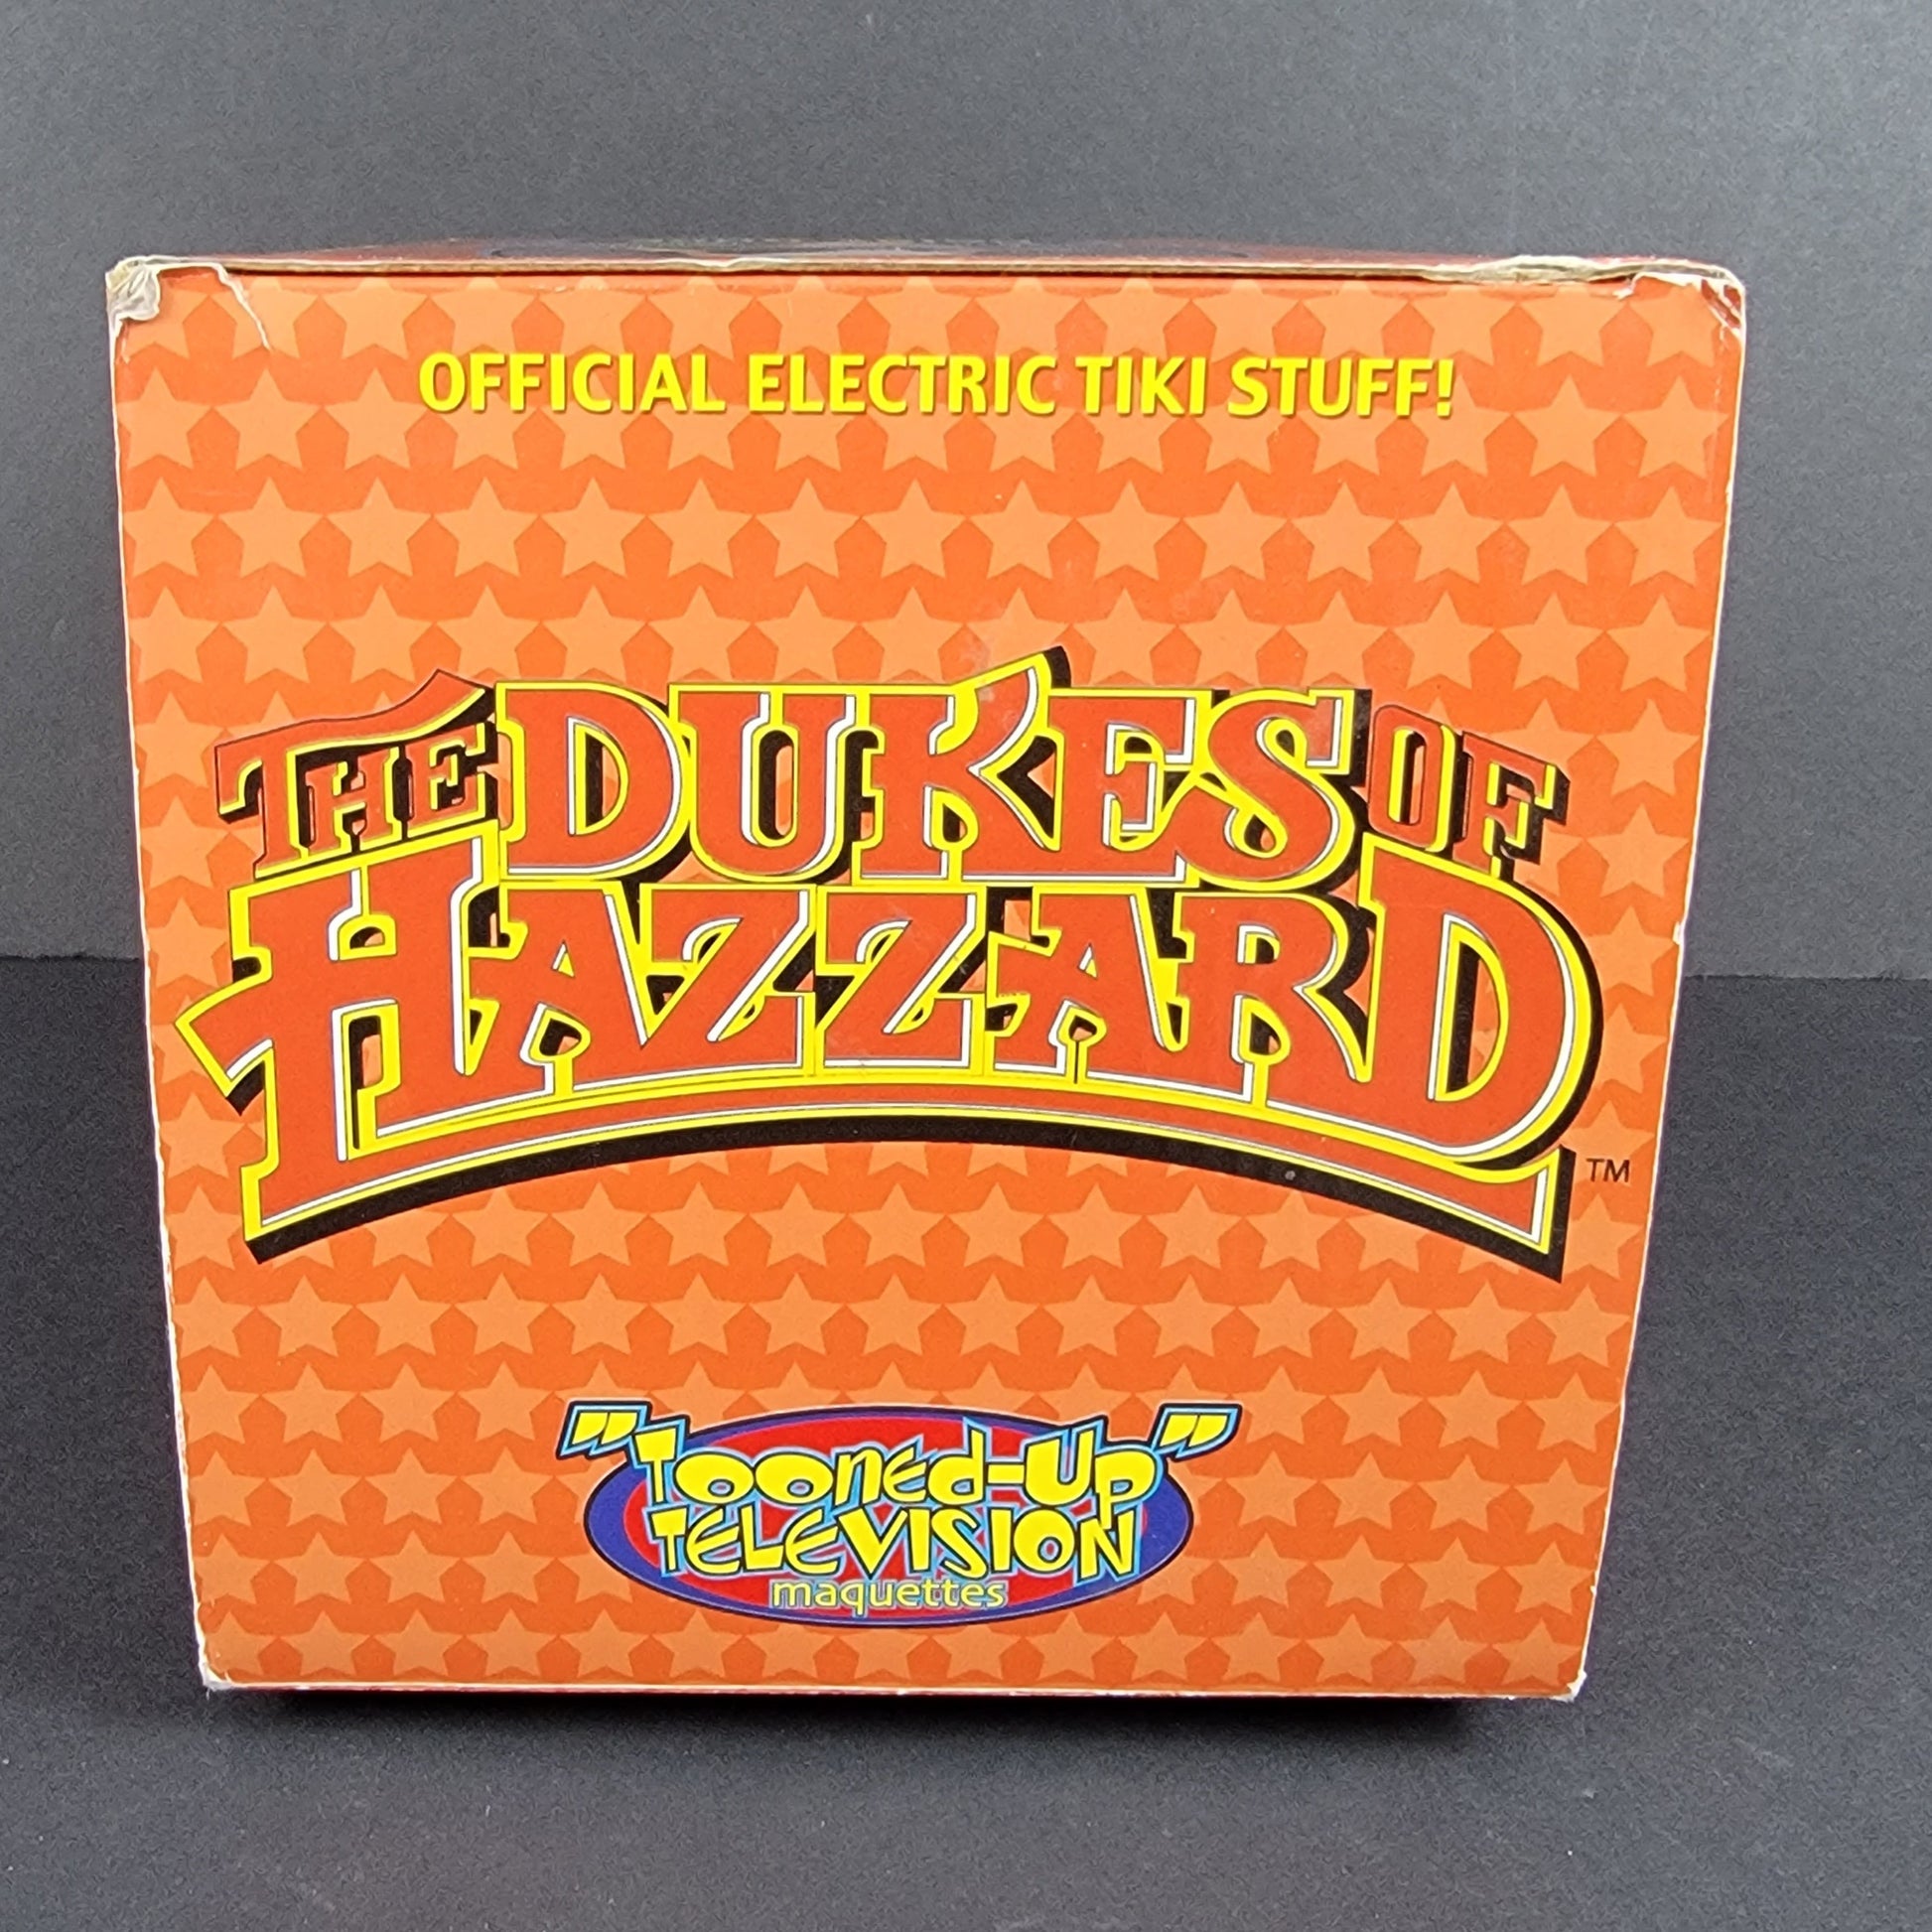 OFFICIAL ELECTRIC TIKI STUFF!
THE DUKES OF
HAZZARD
TM
"Tooned-Up"
TELEVISION
maquettes